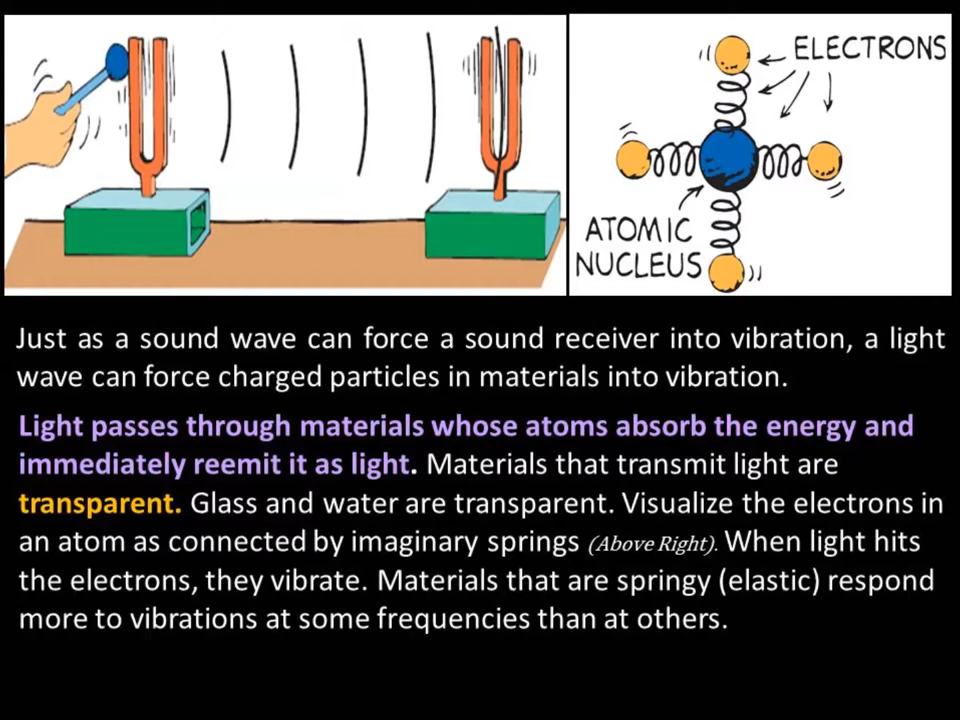 ELECTRONS
ATOMIC
NUCLEUS
Just as a sound wave can force a sound receiver into vibration, a light
wave can force charged particles in materials into vibration.
Light passes through materials whose atoms absorb the energy and
immediately reemit it as light. Materials that transmit light are
transparent. Glass and water are transparent. Visualize the electrons in
an atom as connected by imaginary springs (Above Right). When light hits
the electrons, they vibrate. Materials that are springy (elastic) respond
more to vibrations at some frequencies than at others.